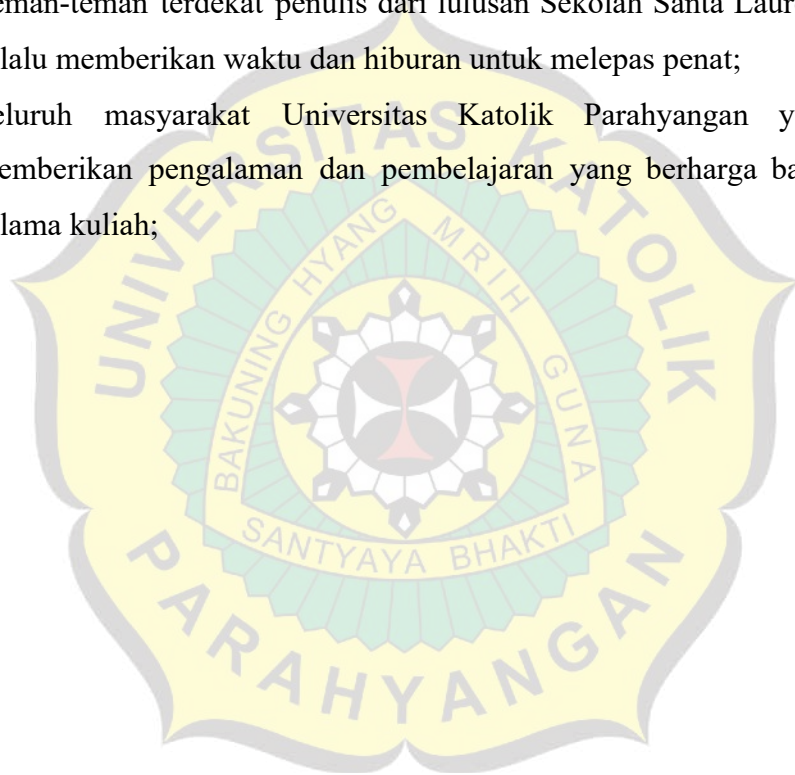 eman-teman terdekat penulis dari lulusan Sekolah Santa Laur
lalu memberikan waktu dan hiburan untuk melepas penat;
eluruh masyarakat Universitas Katolik Parahyangan y
emberikan pengalaman dan pembelajaran yang berharga ba
lama kuliah;
UNIVERSITAS KATOLIK
BAKUNING HYANG MRIH GUNA
SANTYAYA BHAKTI
PARAHYANGAN